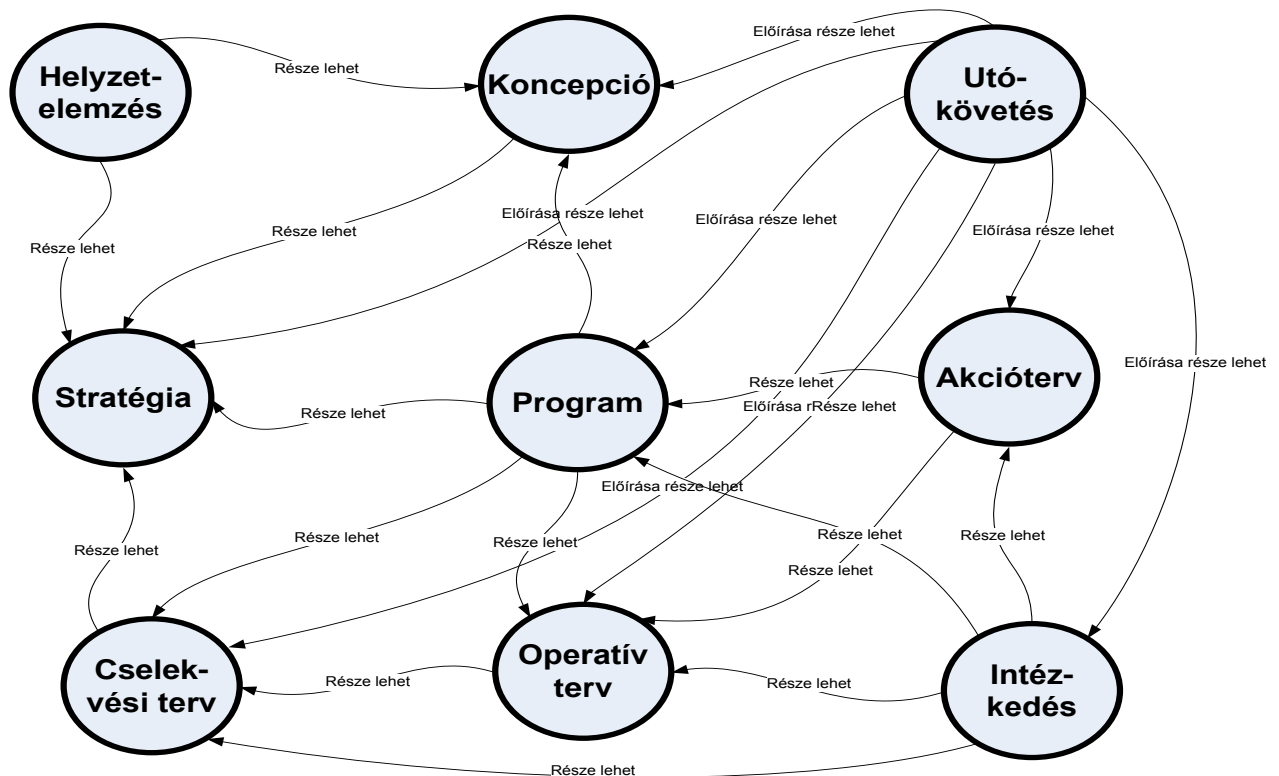 Előírása része lehet
Helyzet-
elemzés
Része lehet
Koncepció
Utó-
követés
Előírása része lehet
Előírása része lehet
Része lehet
Előírása része lehet
Része lehet
Része lehet
Előírása része lehet
Stratégia
Program
Akcióterv
Része lehet
Része lehet
Előírása r
Része lehet
Előírása része lehet
Része lehet
Része lehet
Része lehet
Része lehet
Része lehet
Része lehet
Cselek-
vési terv
Operatív
terv
Intéz-
kedés
Része lehet
Része lehet
Része lehet